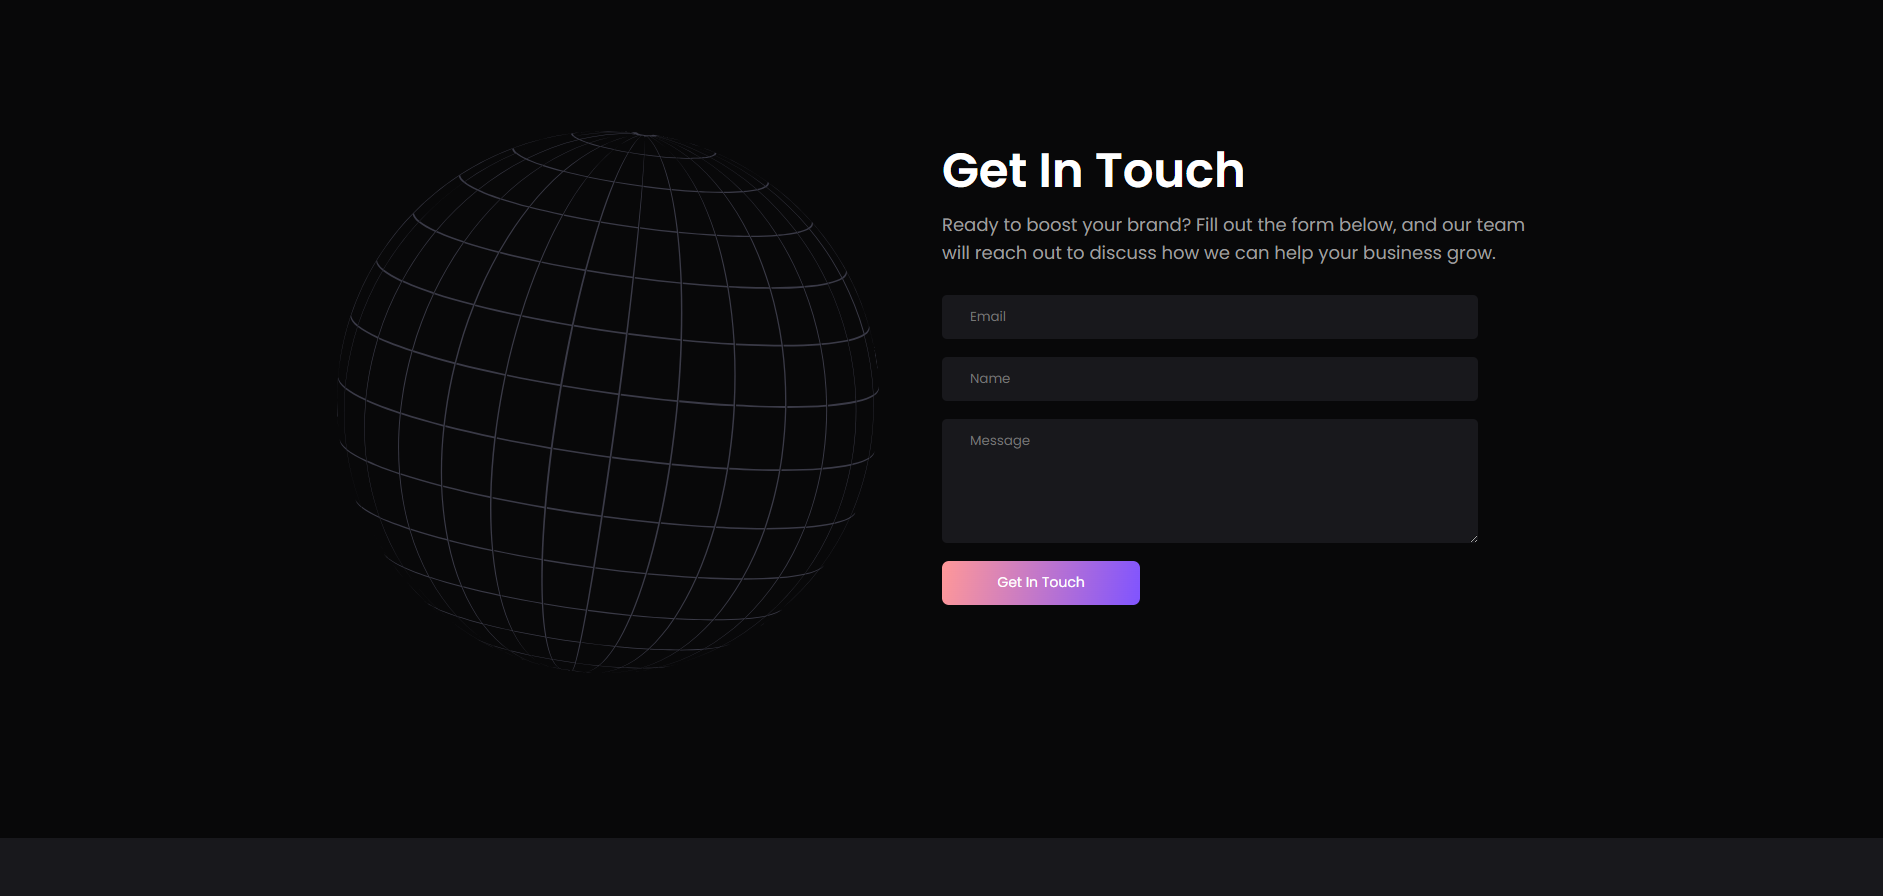 Get In Touch
Ready to boost your brand? Fill out the form below, and our team
will reach out to discuss how we can help your business grow.
Email
Name
Message
Get In Touch